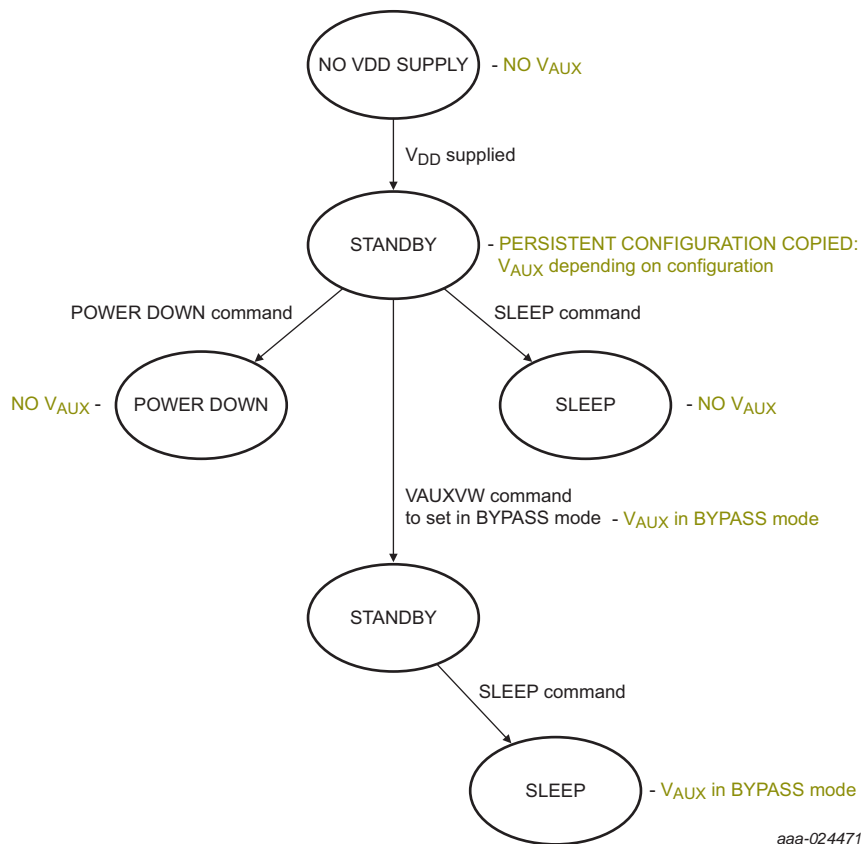 NO VDD SUPPLY - NO VAUX
VDD supplied
STANDBY - PERSISTENT CONFIGURATION COPIED:
VAUX depending on configuration
POWER DOWN command
SLEEP command
NO VAUX - POWER DOWN
SLEEP - NO VAUX
VAUXVW command
to set in BYPASS mode - VAUX in BYPASS mode
STANDBY
SLEEP command
SLEEP - VAUX in BYPASS mode
aaa-024471